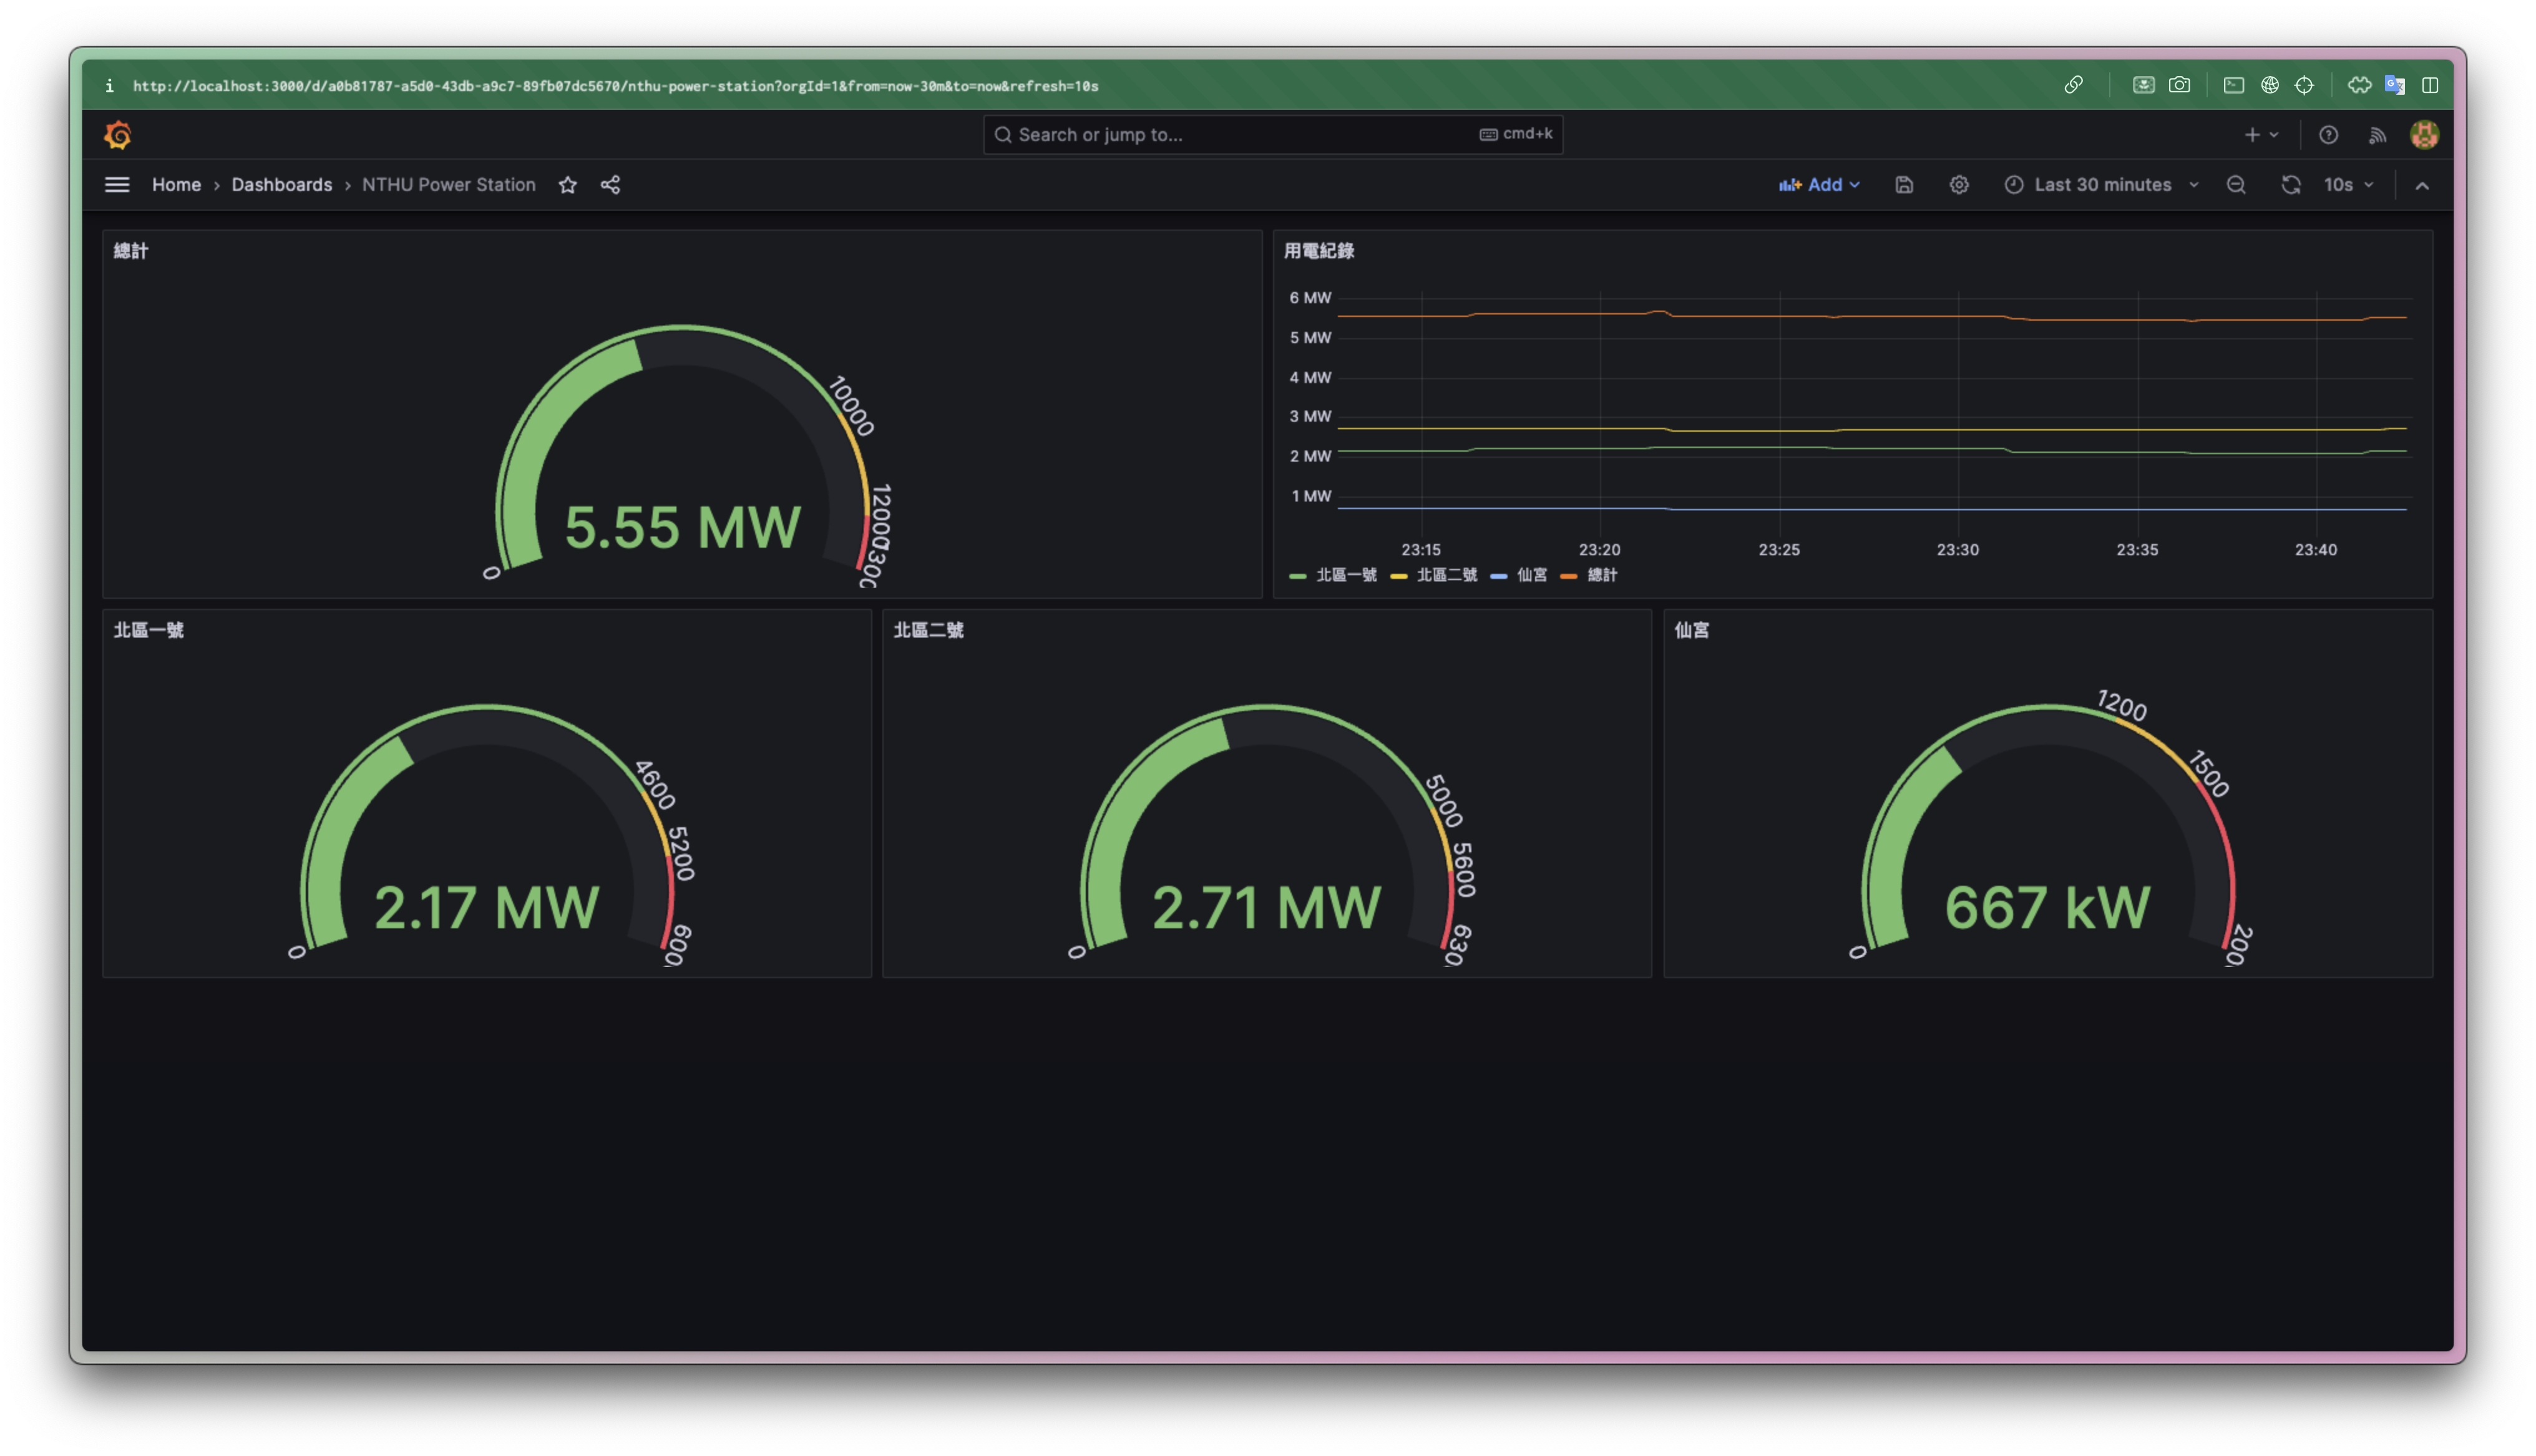 i http://localhost:3000/d/a0b81787-a5d0-43db-a9c7-89fb07dc5670/nthu-power-station?orgId=1&from=now-30m&to=now&refresh=10s
Search or jump to... cmd+k
Home › Dashboards › NTHU Power Station
Add Last 30 minutes 10s
總計
0
10000
12000
5.55 MW
用電紀錄
6 MW
5 MW
4 MW
3 MW
2 MW
1 MW
23:15 23:20 23:25 23:30 23:35 23:40
北區一號 北區二號 仙宮 總計
北區一號
0
4600
5200
2.17 MW
北區二號
0
5000
5600
2.71 MW
仙宮
0
1200
1500
667 kW